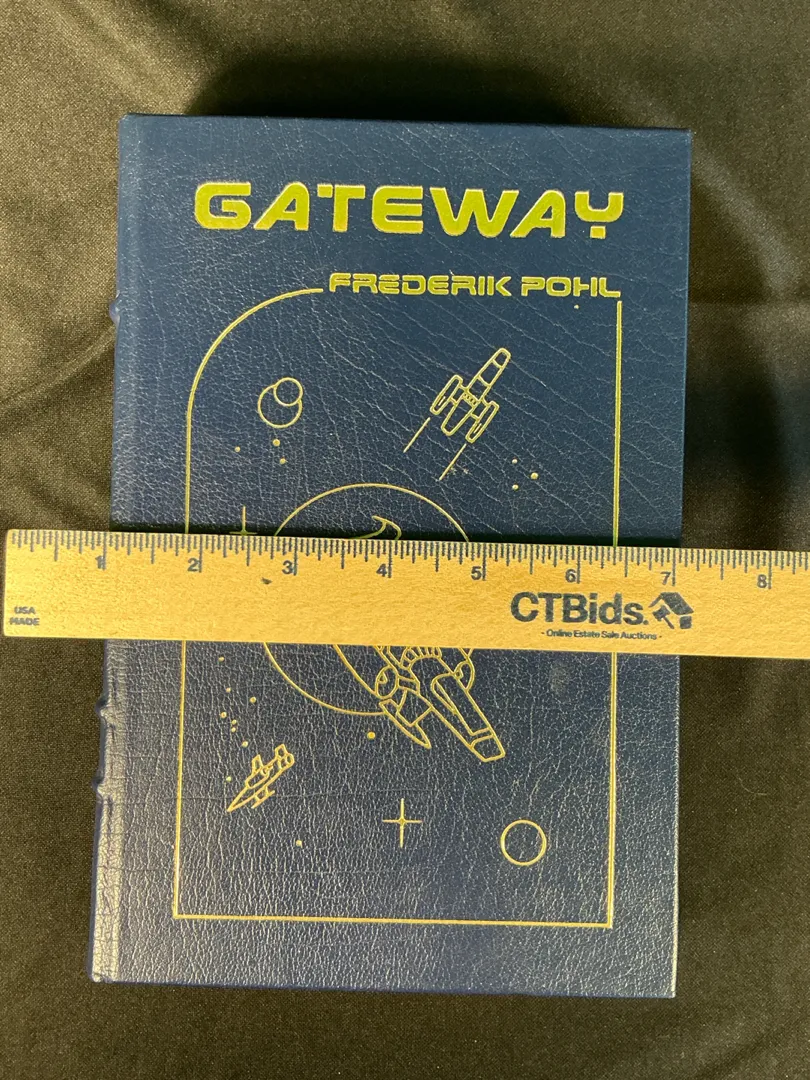 GATEWAY
FREDERIK POHL
1 2 3 4 5 6 7 8
USA
MADE
CTBids.
- Online Estate Sale Auctions -